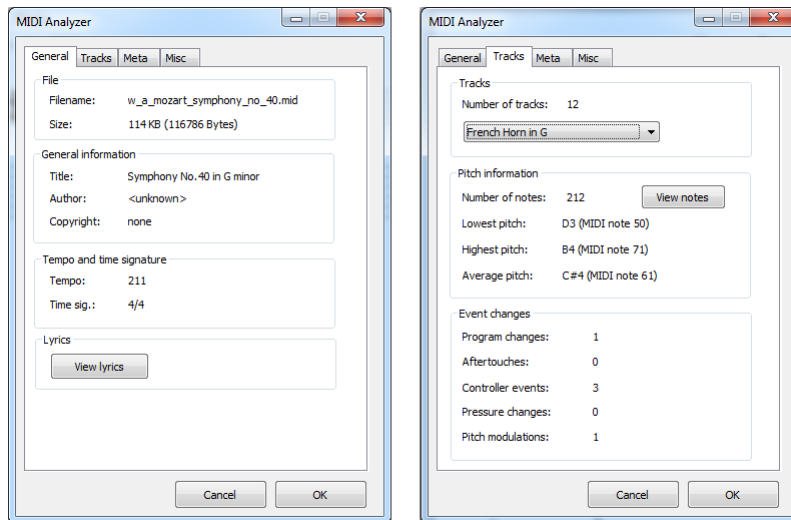 MIDI Analyzer
General Tracks Meta Misc
File
Filename: w_a_mozart_symphony_no_40.mid
Size: 114 KB (116786 Bytes)
General information
Title: Symphony No.40 in G minor
Author: <unknown>
Copyright: none
Tempo and time signature
Tempo: 211
Time sig.: 4/4
Lyrics
View lyrics
Cancel OK
MIDI Analyzer
General Tracks Meta Misc
Tracks
Number of tracks: 12
French Horn in G
Pitch information
Number of notes: 212 View notes
Lowest pitch: D3 (MIDI note 50)
Highest pitch: B4 (MIDI note 71)
Average pitch: C#4 (MIDI note 61)
Event changes
Program changes: 1
Aftertouches: 0
Controller events: 3
Pressure changes: 0
Pitch modulations: 1
Cancel OK